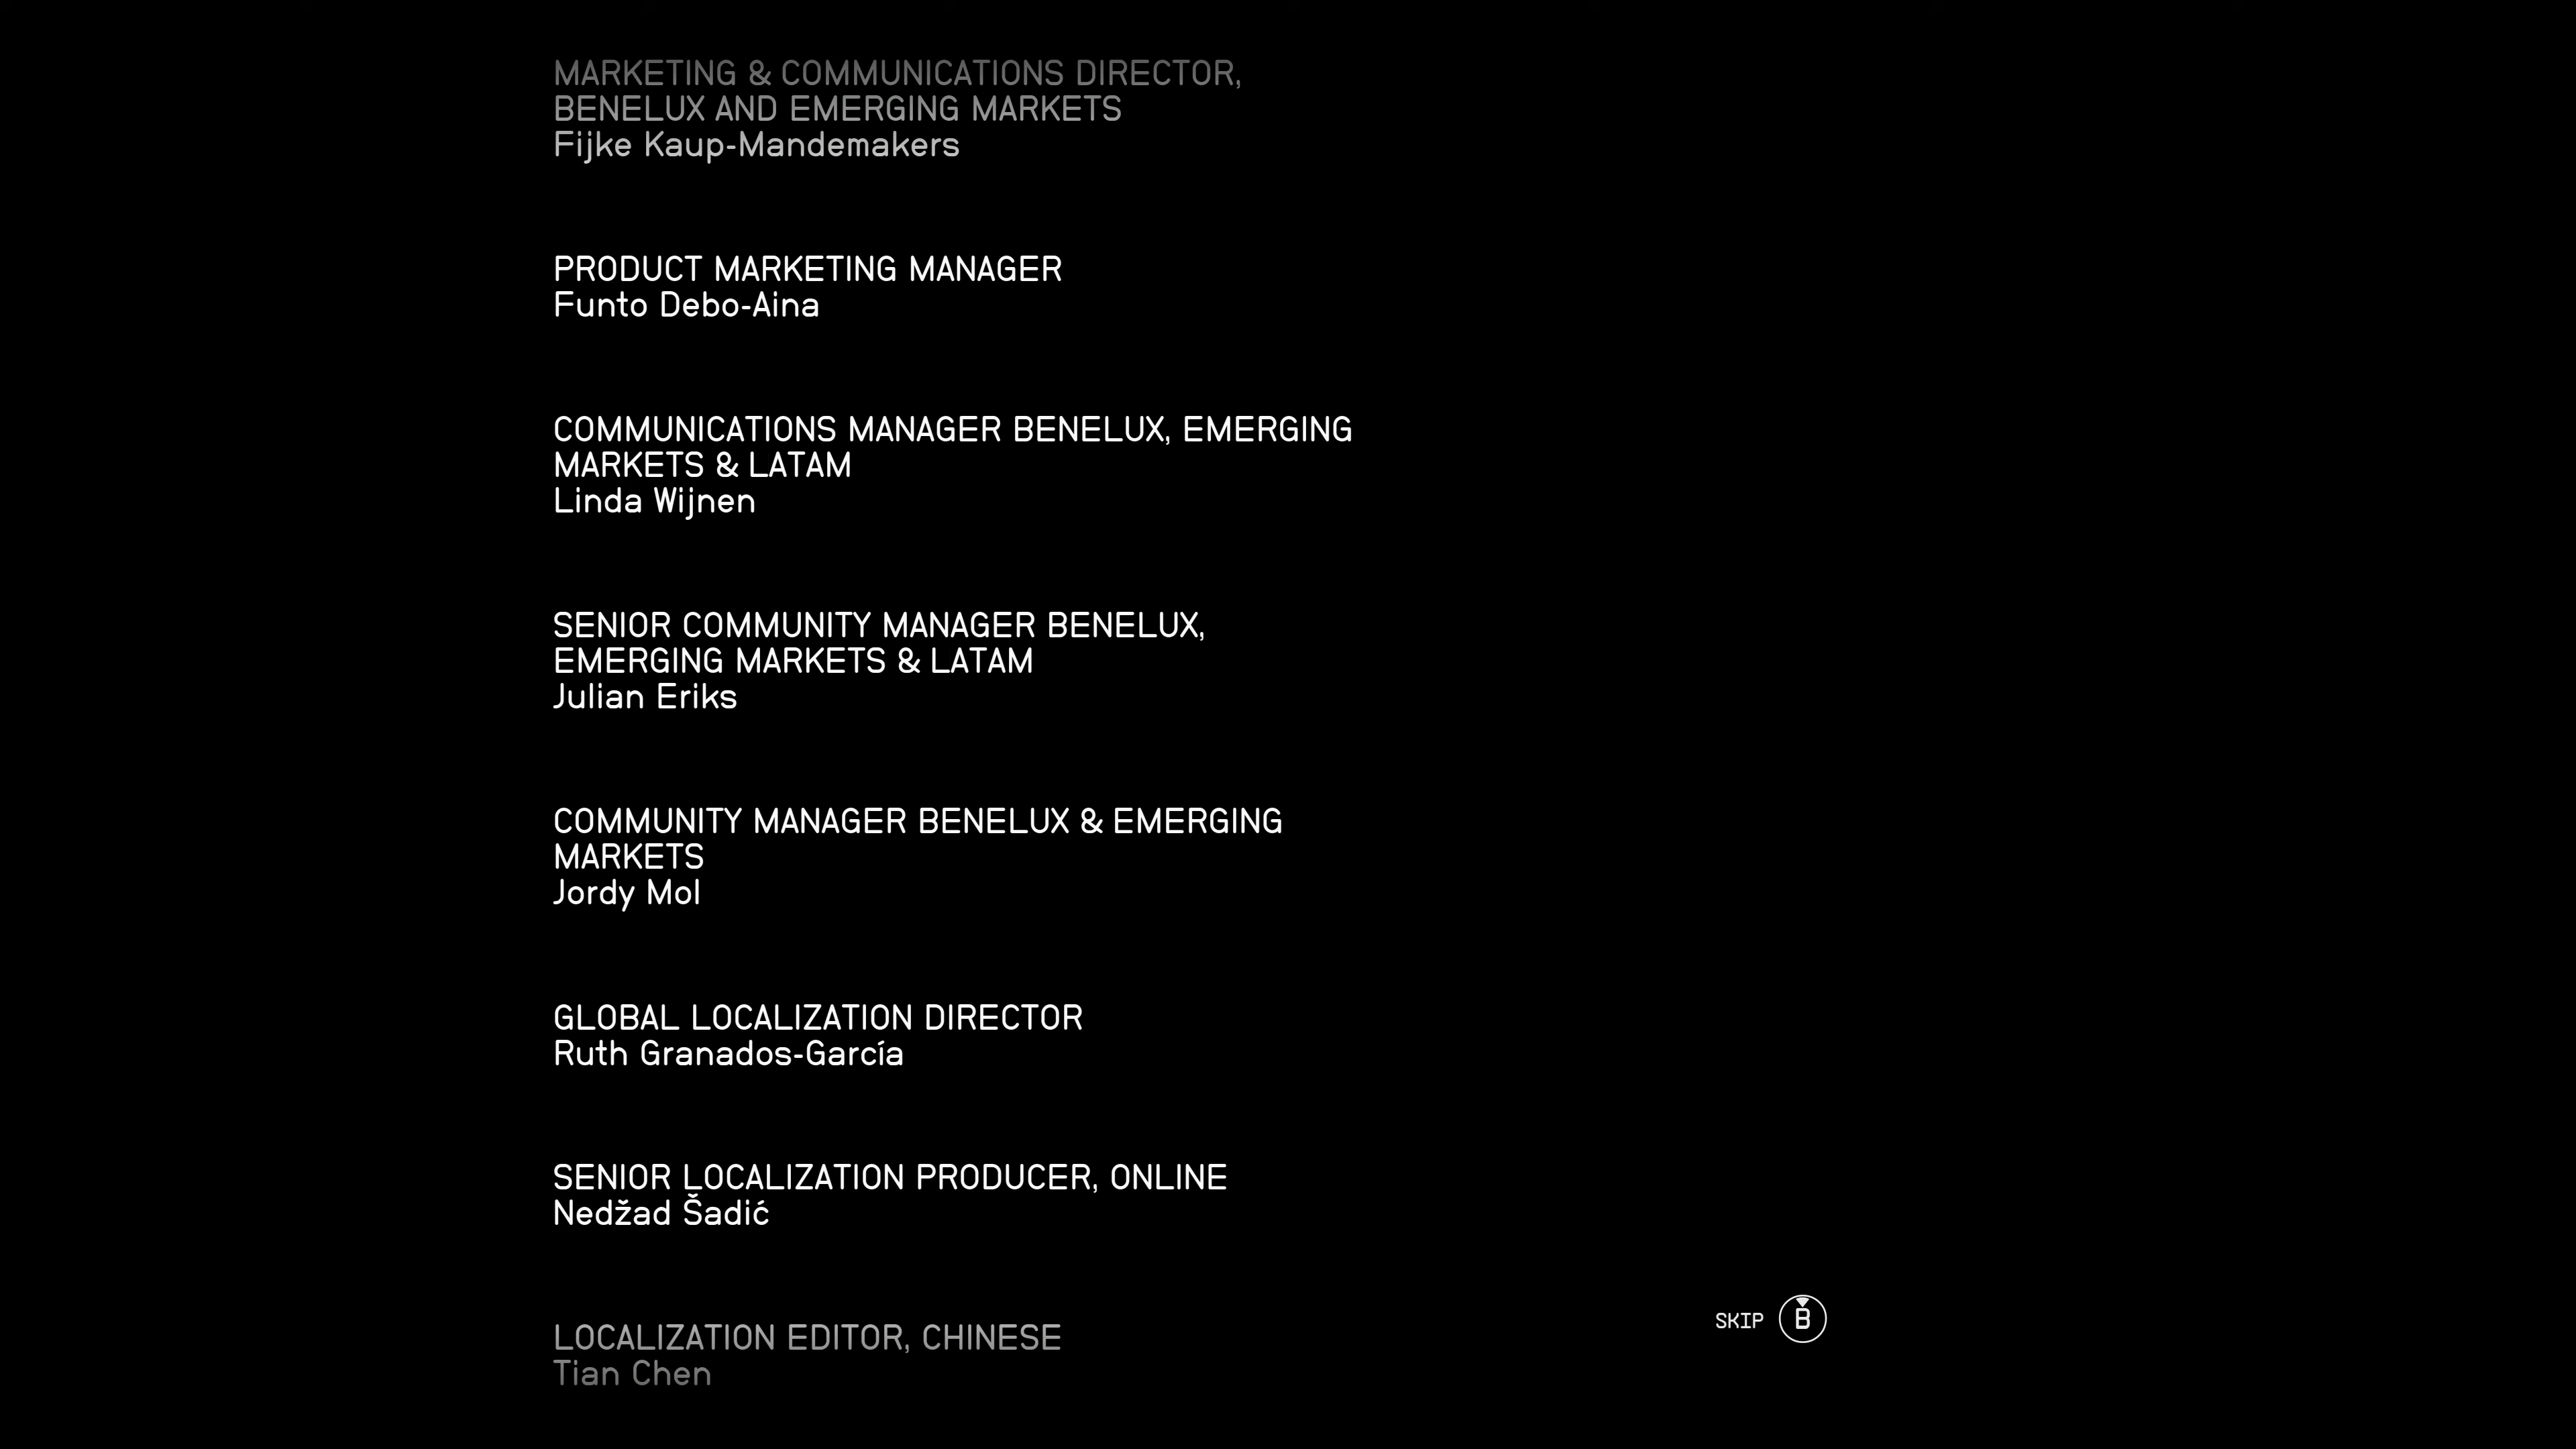 MARKETING & COMMUNICATIONS DIRECTOR,
BENELUX AND EMERGING MARKETS
Fijke Kaup-Mandemakers
PRODUCT MARKETING MANAGER
Funto Debo-Aina
COMMUNICATIONS MANAGER BENELUX, EMERGING
MARKETS & LATAM
Linda Wijnen
SENIOR COMMUNITY MANAGER BENELUX,
EMERGING MARKETS & LATAM
Julian Eriks
COMMUNITY MANAGER BENELUX & EMERGING
MARKETS
Jordy Mol
GLOBAL LOCALIZATION DIRECTOR
Ruth Granados-García
SENIOR LOCALIZATION PRODUCER, ONLINE
Nedžad Šadić
LOCALIZATION EDITOR, CHINESE
Tian Chen
SKIP B